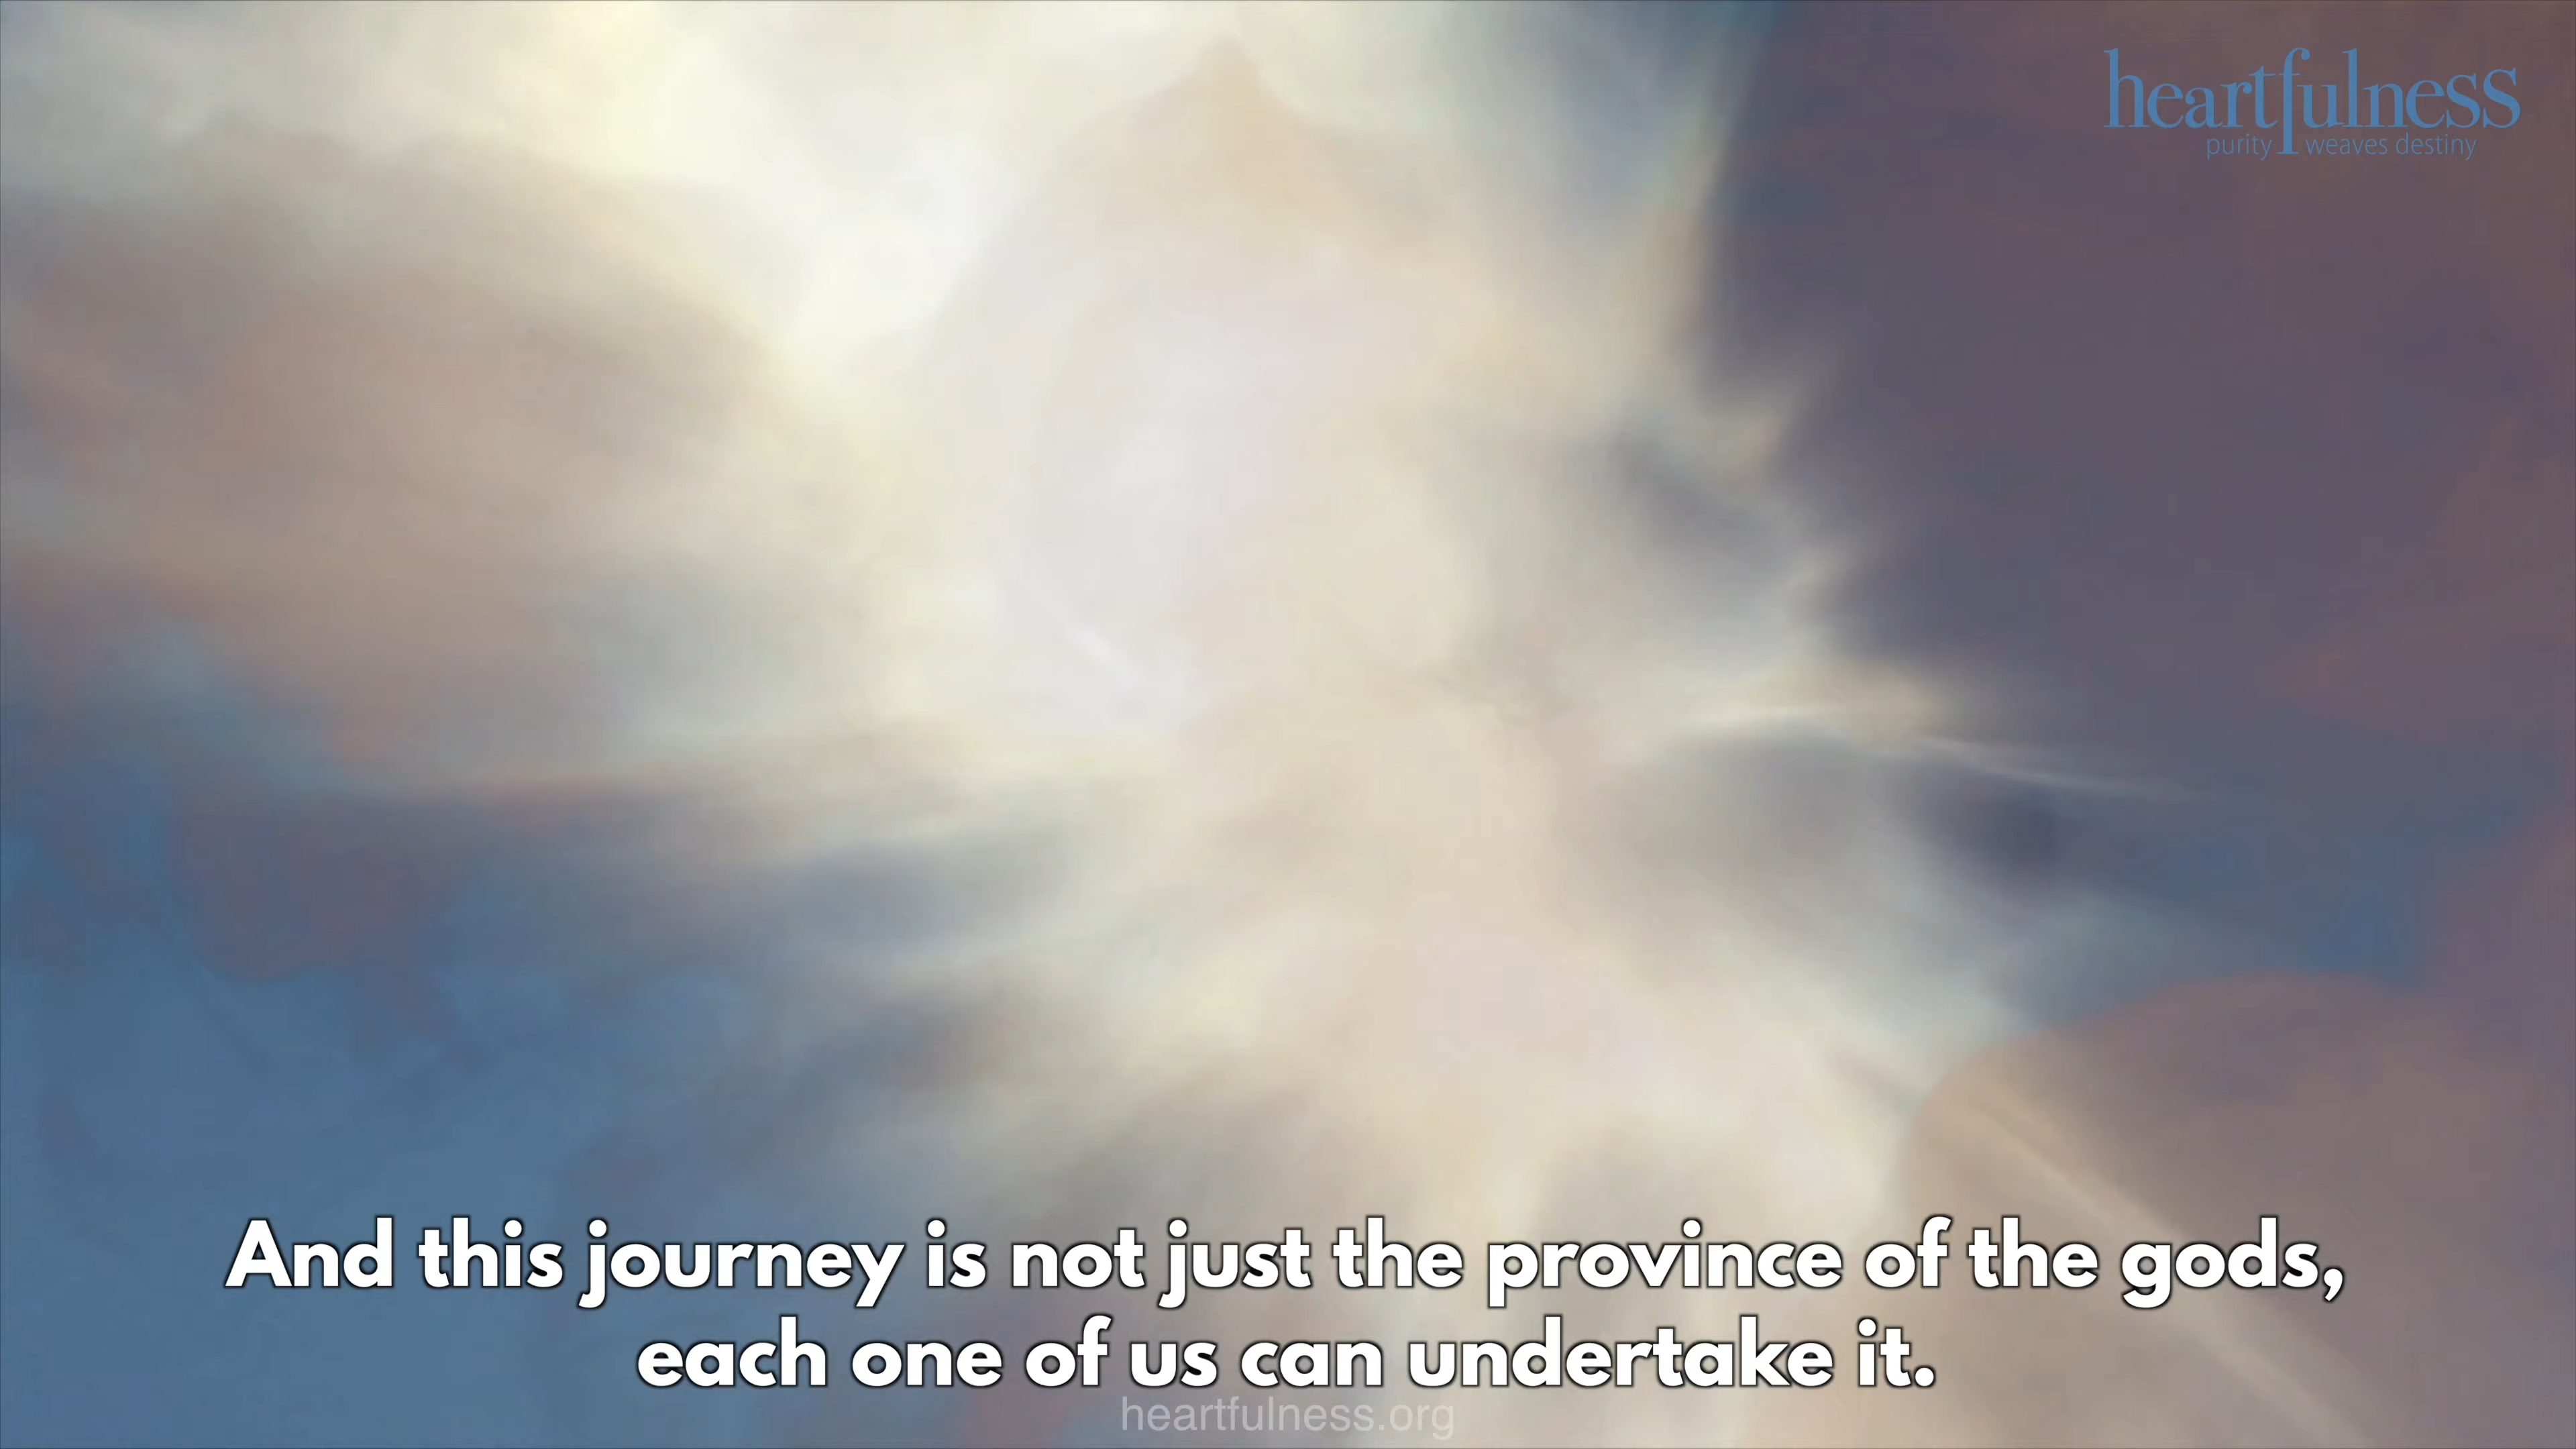 heartfulness
purity weaves destiny
And this journey is not just the province of the gods,
each one of us can undertake it.
heartfulness.org